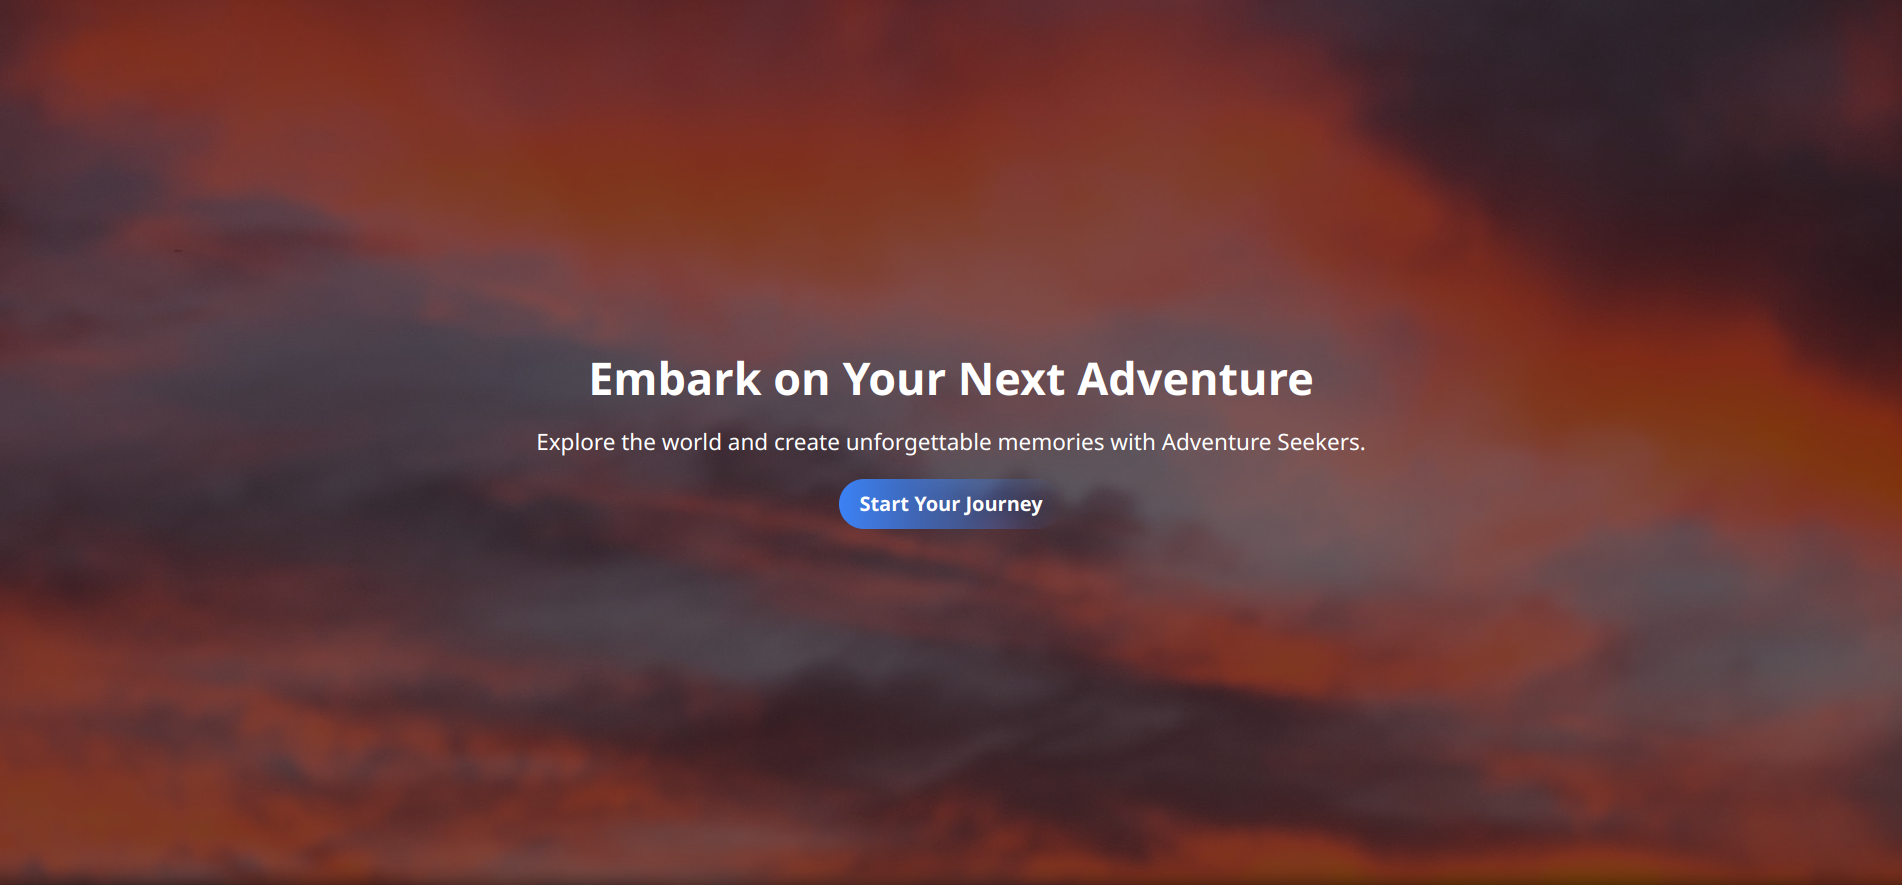 Embark on Your Next Adventure
Explore the world and create unforgettable memories with Adventure Seekers.
Start Your Journey